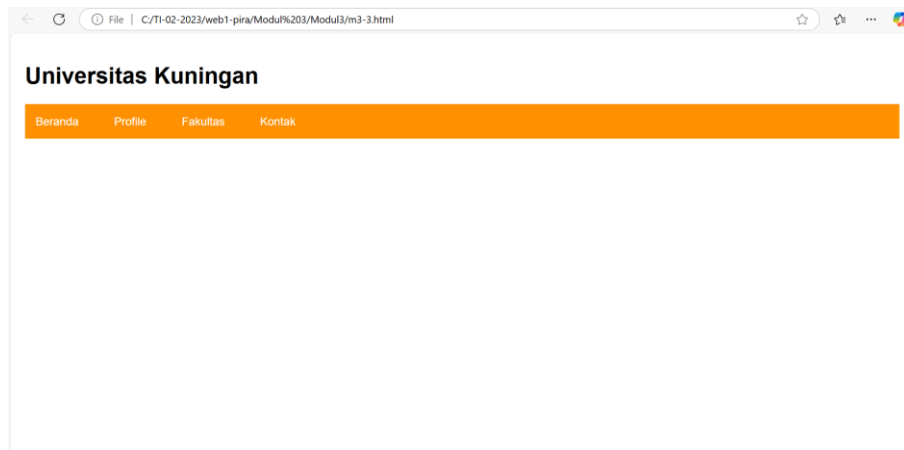 File | C:/TI-02-2023/web1-pira/Modul%203/Modul3/m3-3.html
Universitas Kuningan
Beranda Profile Fakultas Kontak